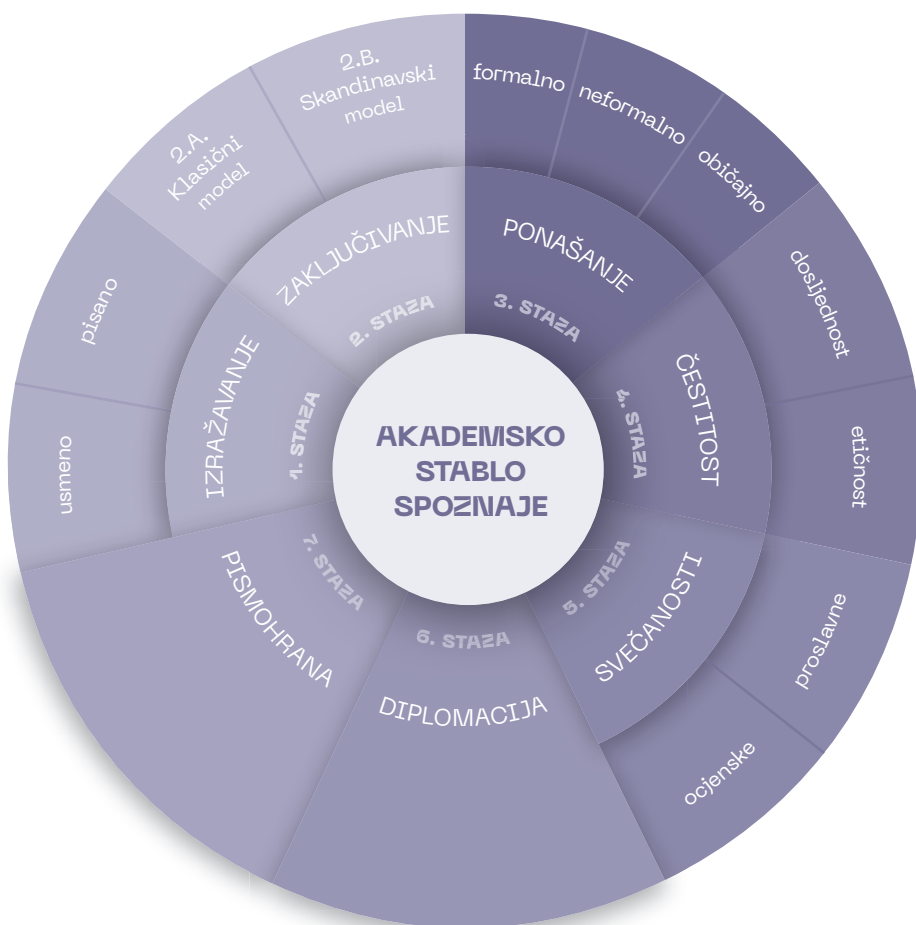 AKADEMSKO
STABLO
SPOZNAJE
1. STAZA
IZRAŽAVANJE
usmeno
pisano
2. STAZA
ZAKLJUČIVANJE
2.A.
Klasični
model
2.B.
Skandinavski
model
3. STAZA
PONAŠANJE
formalno
neformalno
običajno
4. STAZA
ČESTITOST
dosljednost
etičnost
5. STAZA
SVEČANOSTI
proslavne
ocjenske
6. STAZA
DIPLOMACIJA
7. STAZA
PISMOHRANA